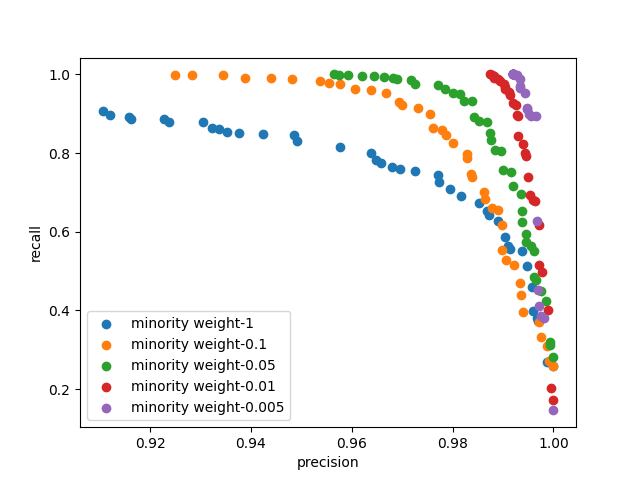 1.0
0.8
0.6
0.4
0.2
recall
minority weight-1
minority weight-0.1
minority weight-0.05
minority weight-0.01
minority weight-0.005
0.92 0.94 0.96 0.98 1.00
precision